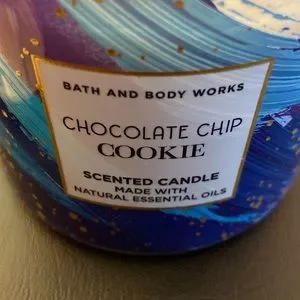 BATH AND BODY WORKS
CHOCOLATE CHIP
COOKIE
SCENTED CANDLE
MADE WITH
NATURAL ESSENTIAL OILS